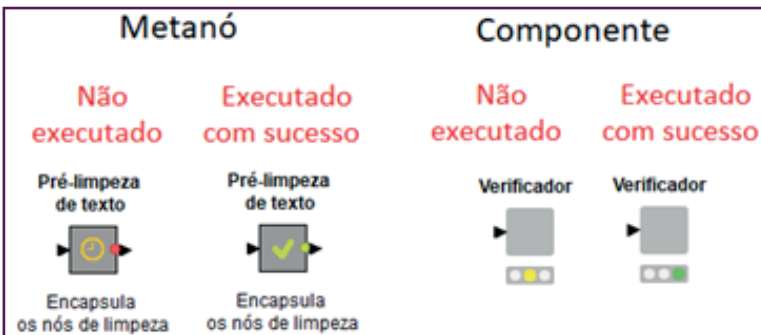 Metanó
Componente
Não
executado
Executado
com sucesso
Não
executado
Executado
com sucesso
Pré-limpeza
de texto
Pré-limpeza
de texto
Verificador
Verificador
Encapsula
os nós de limpeza
Encapsula
os nós de limpeza